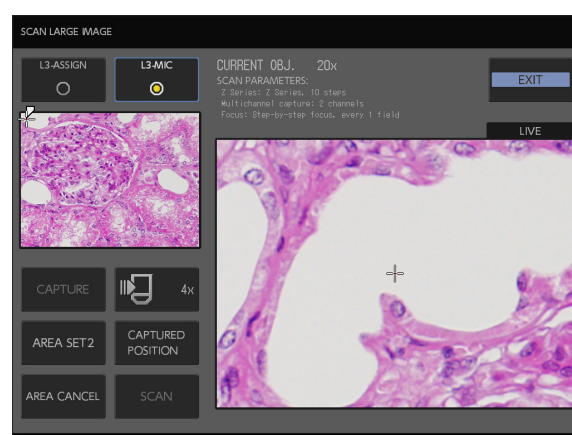 SCAN LARGE IMAGE
L3-ASSIGN
L3-MIC
CURRENT OBJ. 20x
SCAN PARAMETERS:
Z Series: Z Series, 10 steps
Multichannel capture: 2 channels
Focus: Step-by-step focus, every 1 field
EXIT
LIVE
CAPTURE
4x
AREA SET2
CAPTURED
POSITION
AREA CANCEL
SCAN